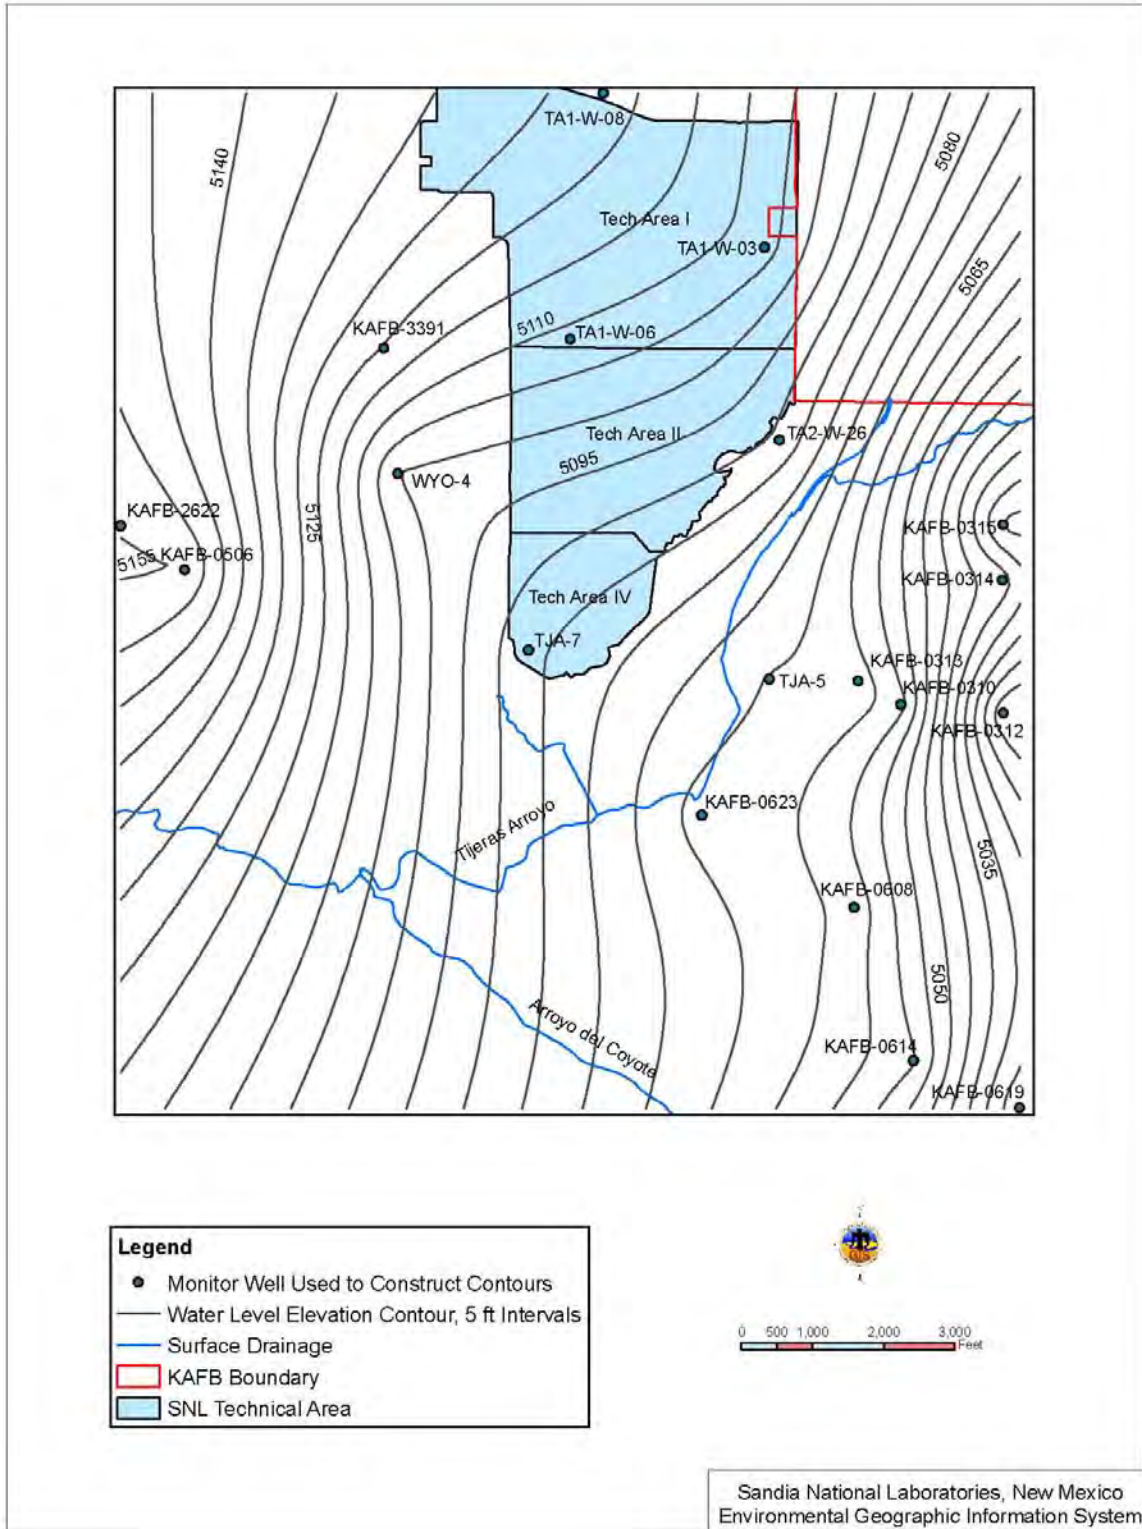 TA1-W-08
5140
5080
Tech Area I
TA1-W-03
5065
KAFB-3391
5110
TA1-W-06
Tech Area II
TA2-W-26
5095
WYO-4
KAFB-2622
5125
KAFB-0315
5155
KAFB-0506
KAFB-0314
Tech Area IV
TJA-7
KAFB-0313
TJA-5
KAFB-0310
KAFB-0312
KAFB-0623
Tijeras Arroyo
5035
KAFB-0608
5050
Arroyo del Coyote
KAFB-0614
KAFB-0619
Legend
Monitor Well Used to Construct Contours
Water Level Elevation Contour, 5 ft Intervals
Surface Drainage
KAFB Boundary
SNL Technical Area
GIS
0 500 1,000 2,000 3,000
Feet
Sandia National Laboratories, New Mexico
Environmental Geographic Information System